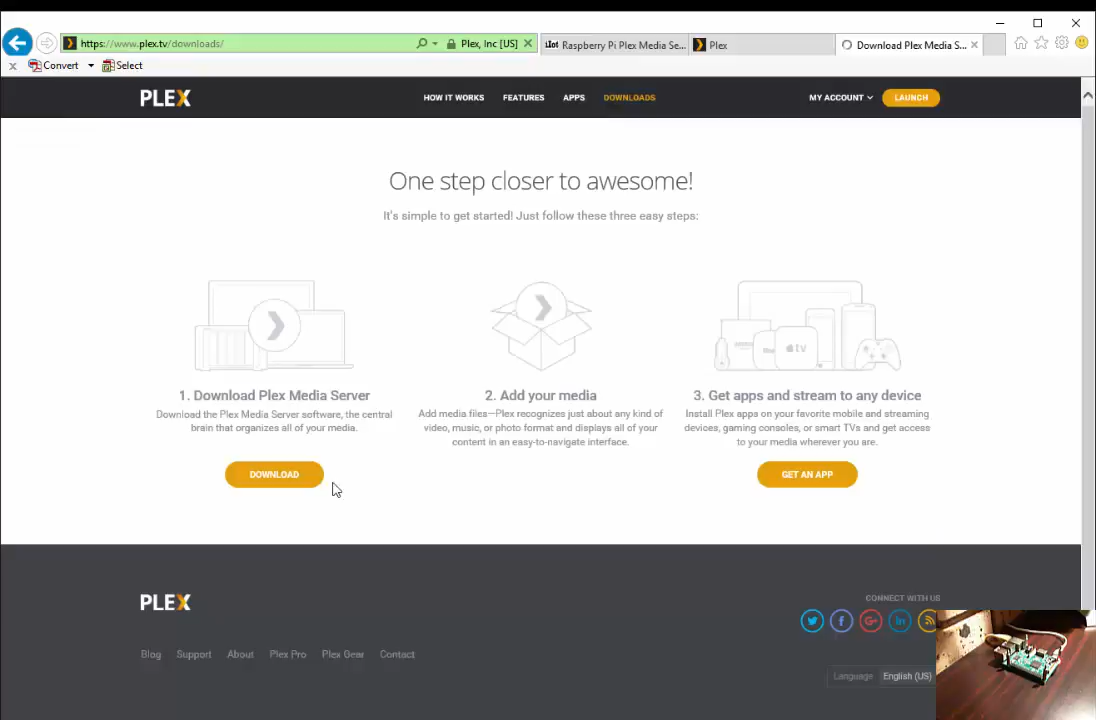 https://www.plex.tv/downloads/
Plex, Inc [US]
Raspberry Pi Plex Media Se...
Plex
Download Plex Media S...
x Convert Select
PLEX
HOW IT WORKS FEATURES APPS DOWNLOADS
MY ACCOUNT LAUNCH
One step closer to awesome!
It's simple to get started! Just follow these three easy steps:
tv
1. Download Plex Media Server
Download the Plex Media Server software, the central
brain that organizes all of your media.
DOWNLOAD
2. Add your media
Add media files—Plex recognizes just about any kind of
video, music, or photo format and displays all of your
content in an easy-to-navigate interface.
3. Get apps and stream to any device
Install Plex apps on your favorite mobile and streaming
devices, gaming consoles, or smart TVs and get access
to your media wherever you are.
GET AN APP
PLEX
CONNECT WITH US
Blog Support About Plex Pro Plex Gear Contact
Language English (US)